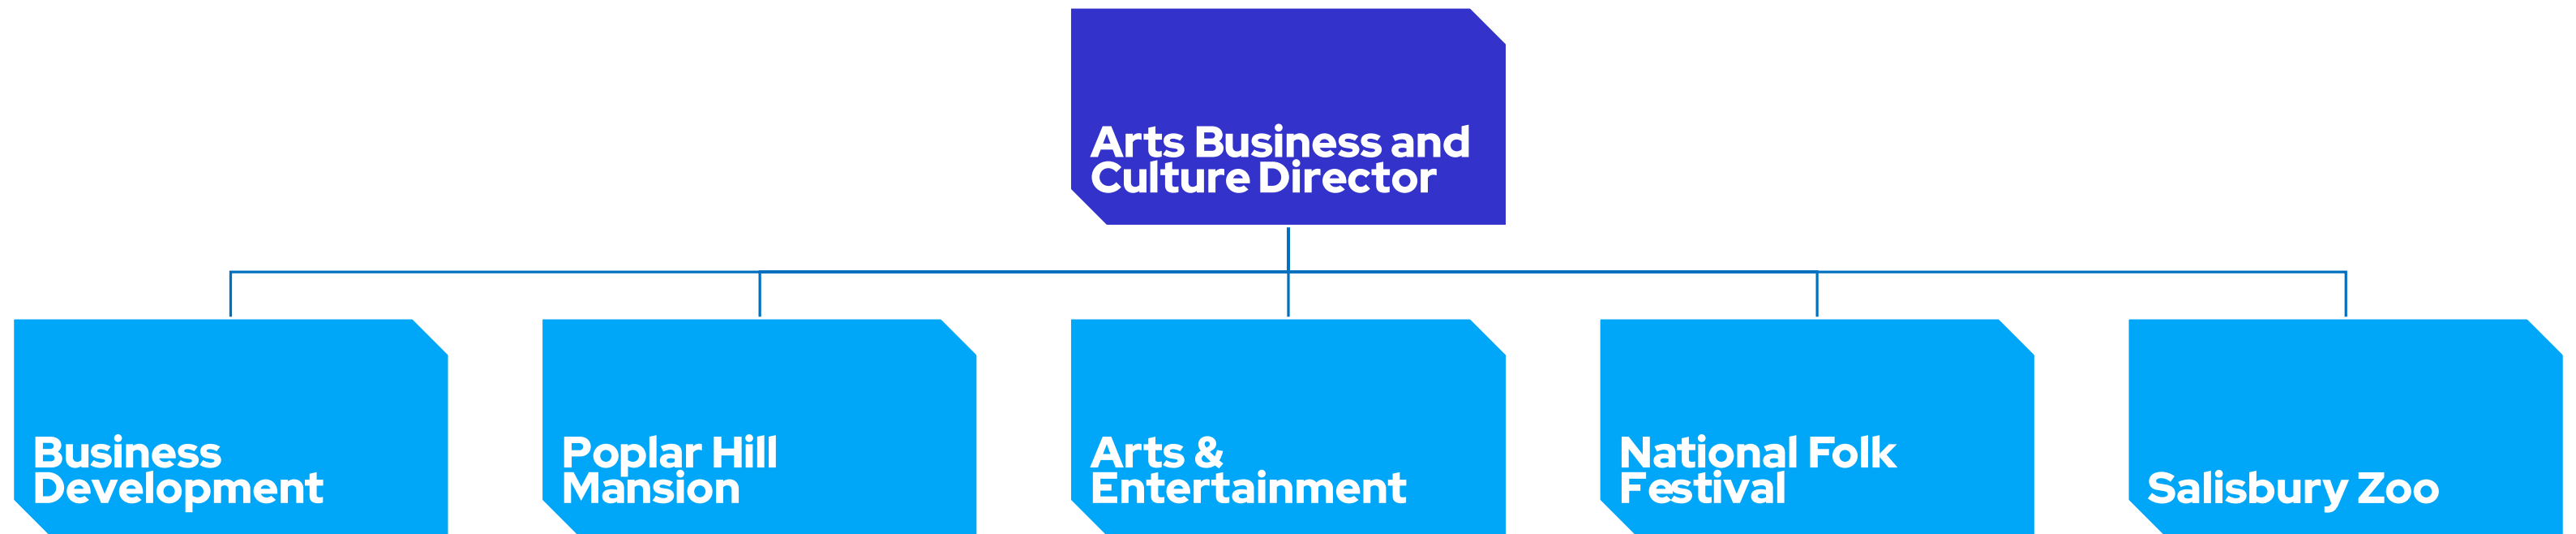 Arts Business and
Culture Director
Business
Development
Poplar Hill
Mansion
Arts &
Entertainment
National Folk
Festival
Salisbury Zoo